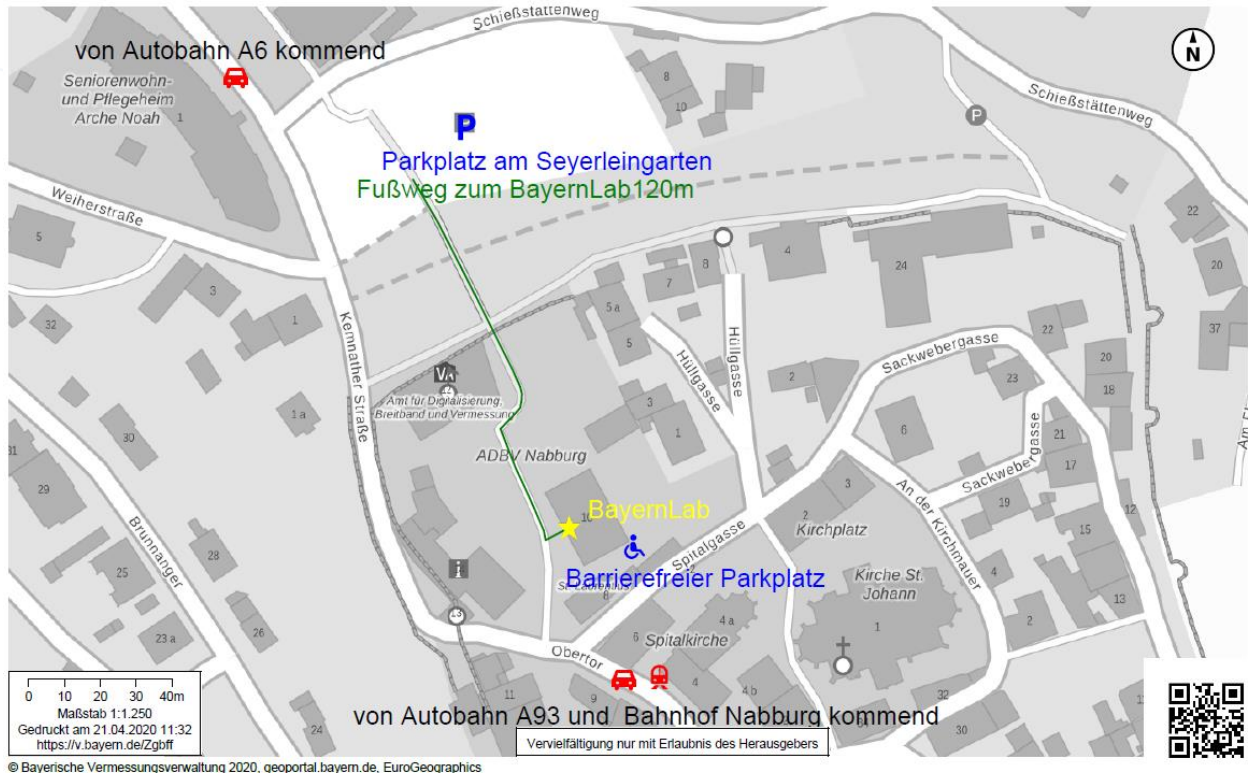 Schießstättenweg
von Autobahn A6 kommend
N
Seniorenwohn-
und Pflegeheim
Arche Noah
1
8
10
Schießstättenweg
P
P
Parkplatz am Seyerleingarten
Fußweg zum BayernLab120m
Weiherstraße
5
22
20
3
1
32
8
4
24
7
5 a
5
37
Kemnather Straße
Hüllgasse
Hüllgasse
Sackwebergasse
22
20
23
18
2
Amt für Digitalisierung,
Breitband und Vermessung
1 a
3
1
6
21
17
30
31
29
ADBV Nabburg
Sackwebergasse
19
An der Kirchmauer
3
2
Kirchplatz
15
12
BayernLab
10
Spitalgasse
Brunnanger
28
25
i
Barrierefreier Parkplatz
8
Kirche St.
Johann
4
13
1
2
26
23 a
6
4 a
Spitalkirche
Obertor
9
4
4 b
11
32
30
24
0 10 20 30 40m
Maßstab 1:1.250
Gedruckt am 21.04.2020 11:32
https://v.bayern.de/Zgbff
von Autobahn A93 und Bahnhof Nabburg kommend
Vervielfältigung nur mit Erlaubnis des Herausgebers
© Bayerische Vermessungsverwaltung 2020, geoportal.bayern.de, EuroGeographics